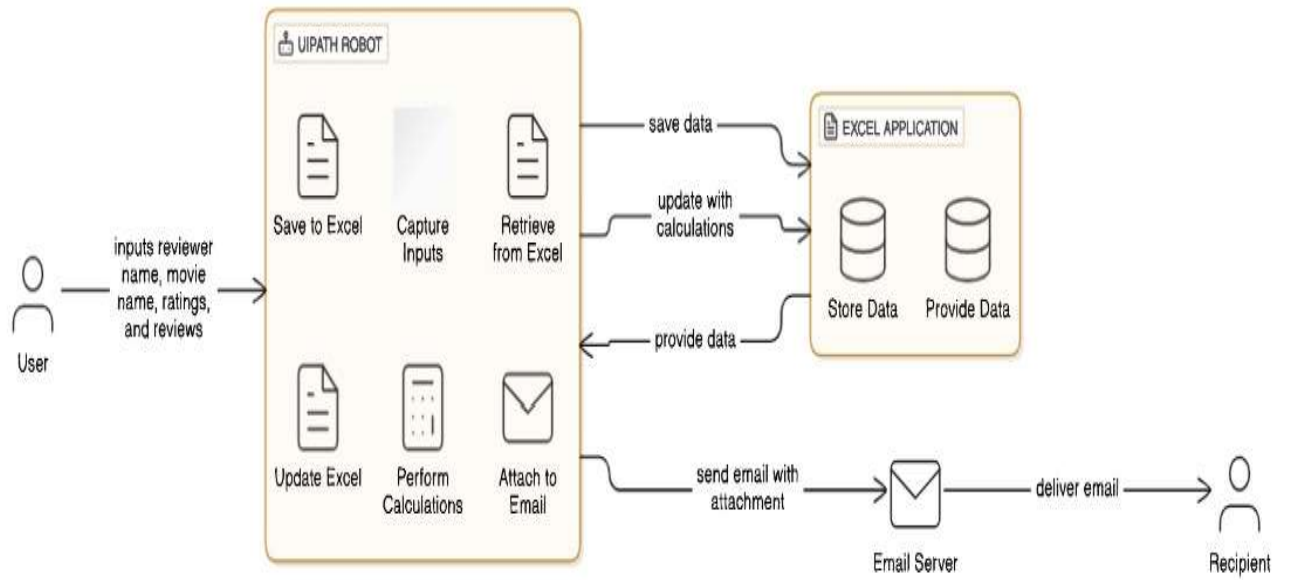 UIPATH ROBOT
Save to Excel
Capture
Inputs
Retrieve
from Excel
save data
EXCEL APPLICATION
update with
calculations
Store Data
Provide Data
inputs reviewer
name, movie
name, ratings,
and reviews
User
provide data
Update Excel
Perform
Calculations
Attach to
Email
send email with
attachment
deliver email
Email Server
Recipient